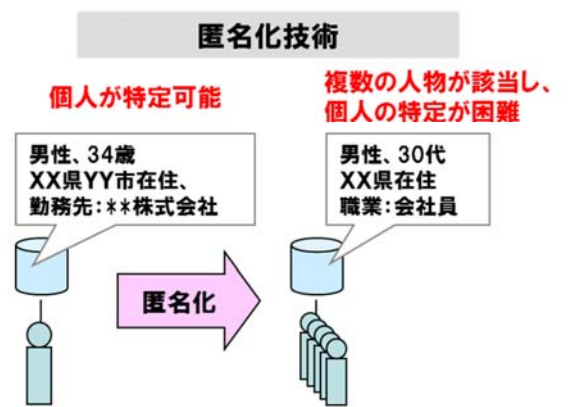 匿名化技術
個人が特定可能
複数の人物が該当し、
個人の特定が困難
男性、34歳
XX県YY市在住、
勤務先:**株式会社
男性、30代
XX県在住
職業:会社員
匿名化